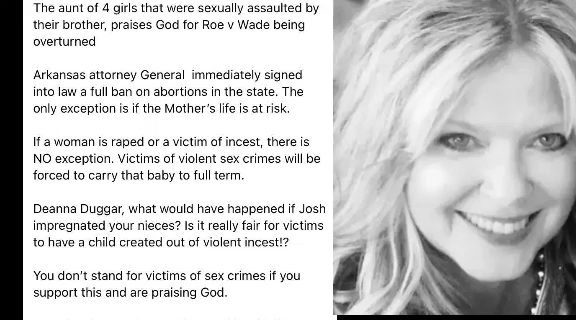 The aunt of 4 girls that were sexually assaulted by
their brother, praises God for Roe v Wade being
overturned
Arkansas attorney General immediately signed
into law a full ban on abortions in the state. The
only exception is if the Mother's life is at risk.
If a woman is raped or a victim of incest, there is
NO exception. Victims of violent sex crimes will be
forced to carry that baby to full term.
Deanna Duggar, what would have happened if Josh
impregnated your nieces? Is it really fair for victims
to have a child created out of violent incest!?
You don't stand for victims of sex crimes if you
support this and are praising God.